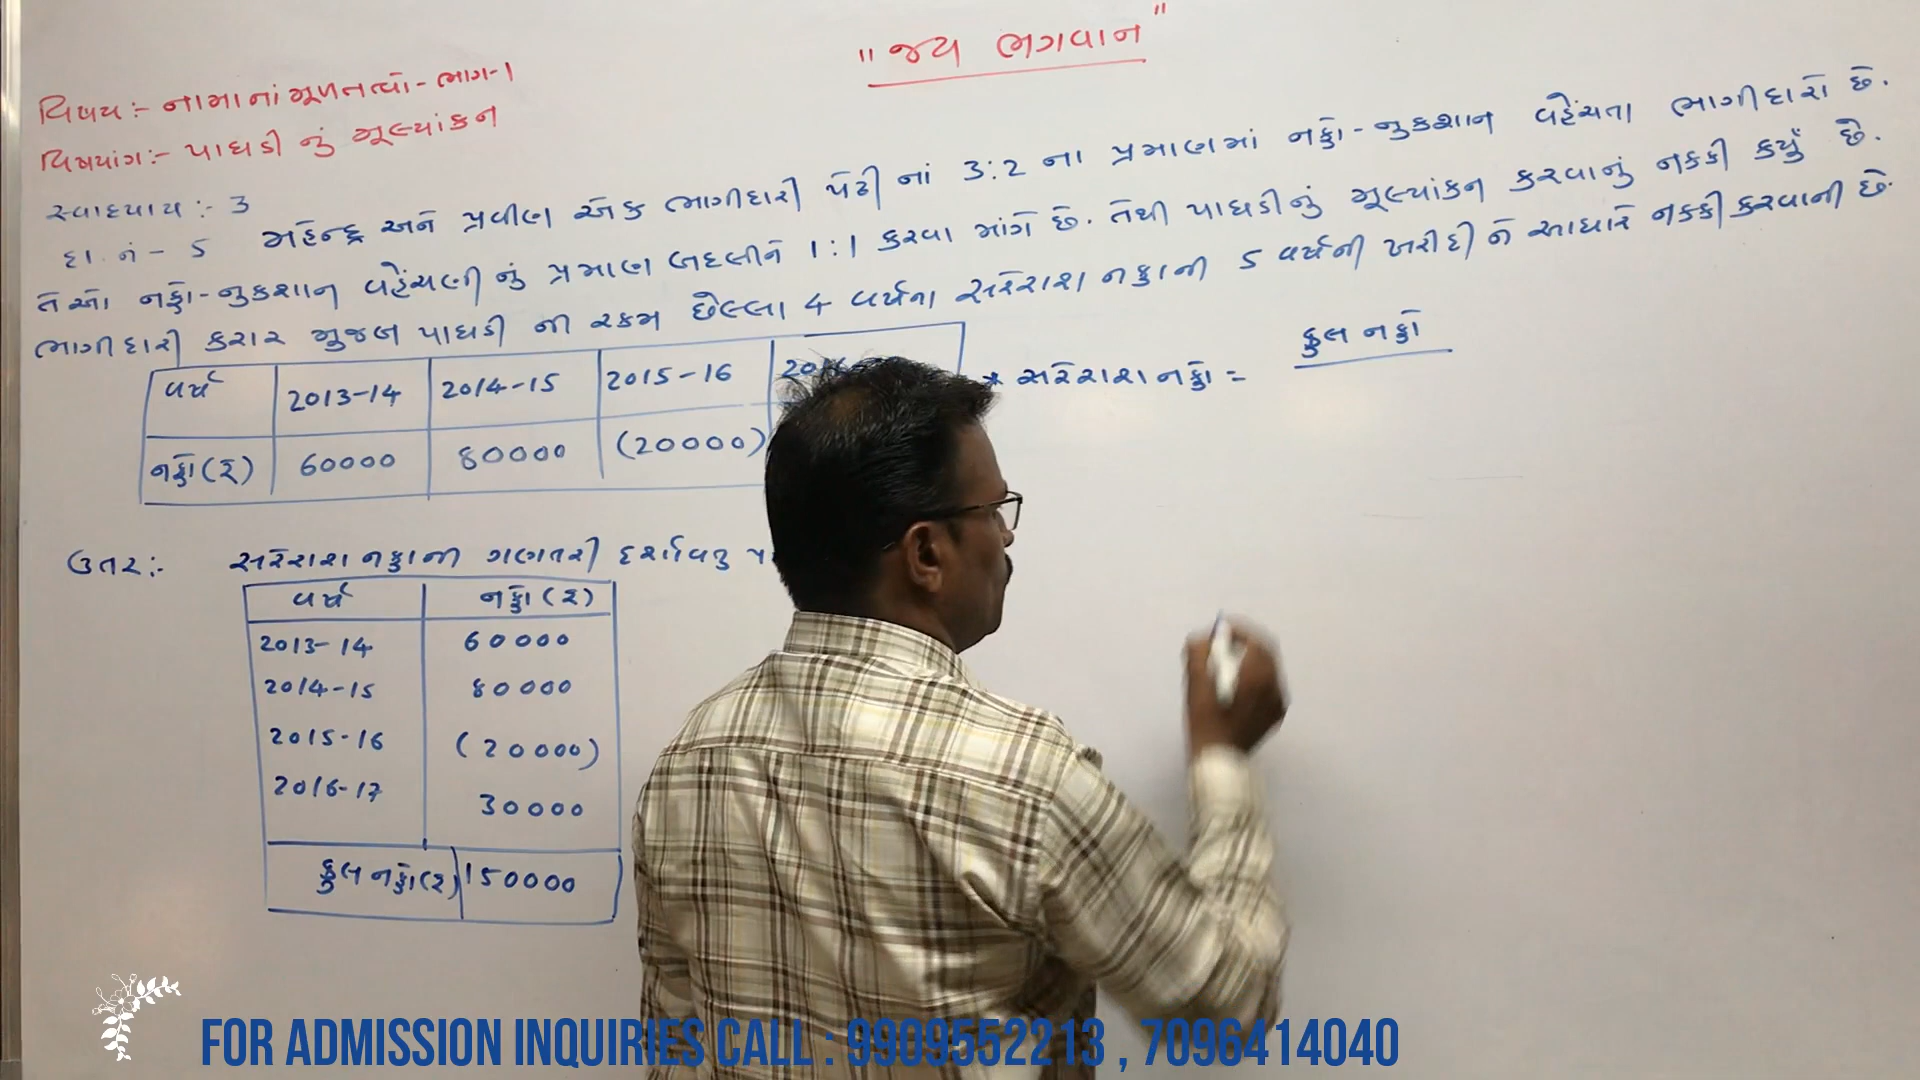 "જય ભગવાન"
વિષય:- નામાનાં મૂળતત્વો-ભાગ-1
વિષયાંગ:- પાઘડી નું મૂલ્યાંકન
સ્વાધ્યાય:- 3
દા.નં - 5 મહેન્દ્ર અને પ્રવીણ એક ભાગીદારી પેઢી નાં 3:2 ના પ્રમાણમાં નફો-નુકશાન વહેંચતા ભાગીદારો છે.
તેઓ નફો-નુકશાન વહેંચણી નું પ્રમાણ બદલીને 1:1 કરવા માંગે છે. તેથી પાઘડીનું મૂલ્યાંકન કરવાનું નક્કી કર્યું છે.
ભાગીદારી કરાર મુજબ પાઘડી ની રકમ છેલ્લા 4 વર્ષના સરેરાશ નફાની 5 વર્ષની ખરીદી ને આધારે નક્કી કરવાની છે.
વર્ષ 2013-14 2014-15 2015-16
નફો(રૂ) 60000 80000 (20000)
* સરેરાશ નફો = કુલ નફો
ઉતર:- સરેરાશ નફાની ગણતરી દર્શાવતુ
વર્ષ નફો (રૂ)
2013-14 60000
2014-15 80000
2015-16 (20000)
2016-17 30000
કુલ નફો(રૂ) 150000
FOR ADMISSION INQUIRIES CALL : 9909552213 , 7096414040